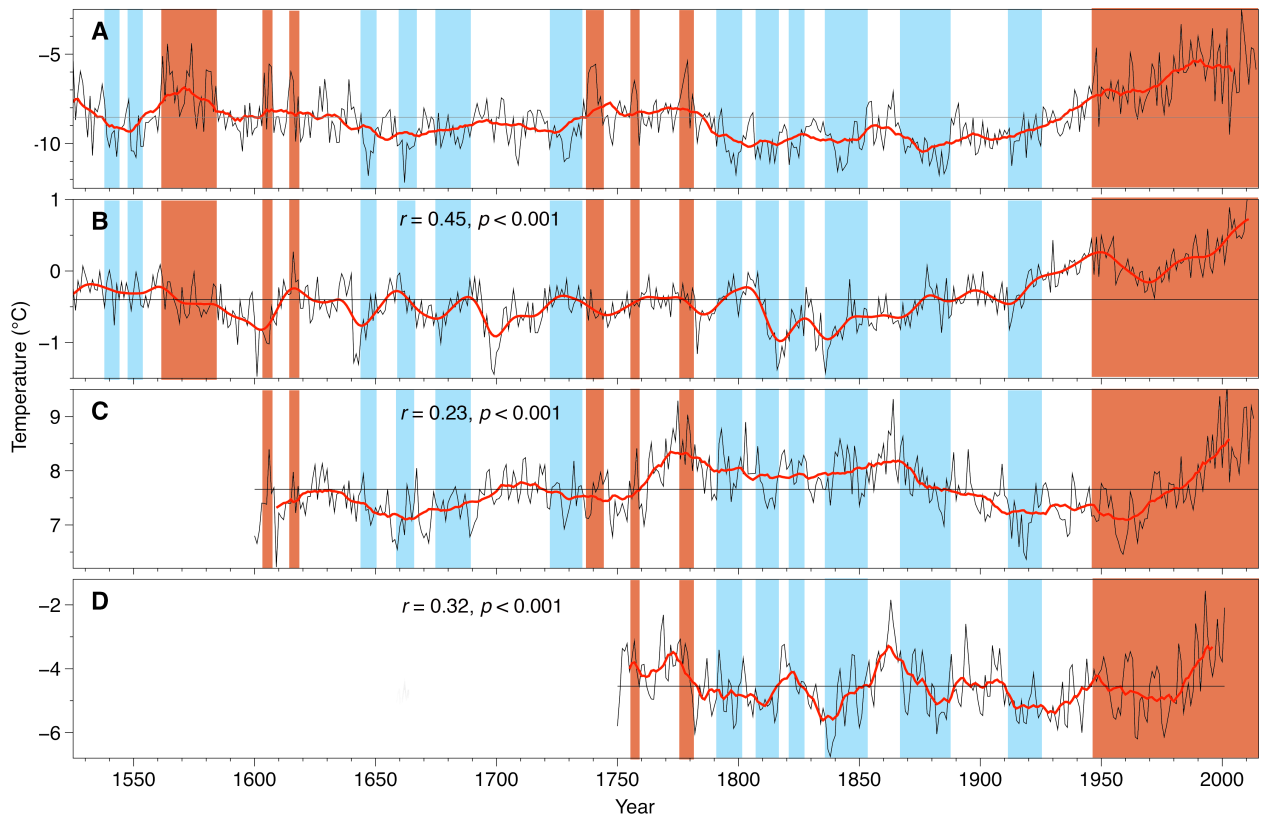 A
−5
−10
1
B
r = 0.45, p < 0.001
0
−1
Temperature (°C)
C
r = 0.23, p < 0.001
9
8
7
D
r = 0.32, p < 0.001
−2
−4
−6
1550 1600 1650 1700 1750 1800 1850 1900 1950 2000
Year